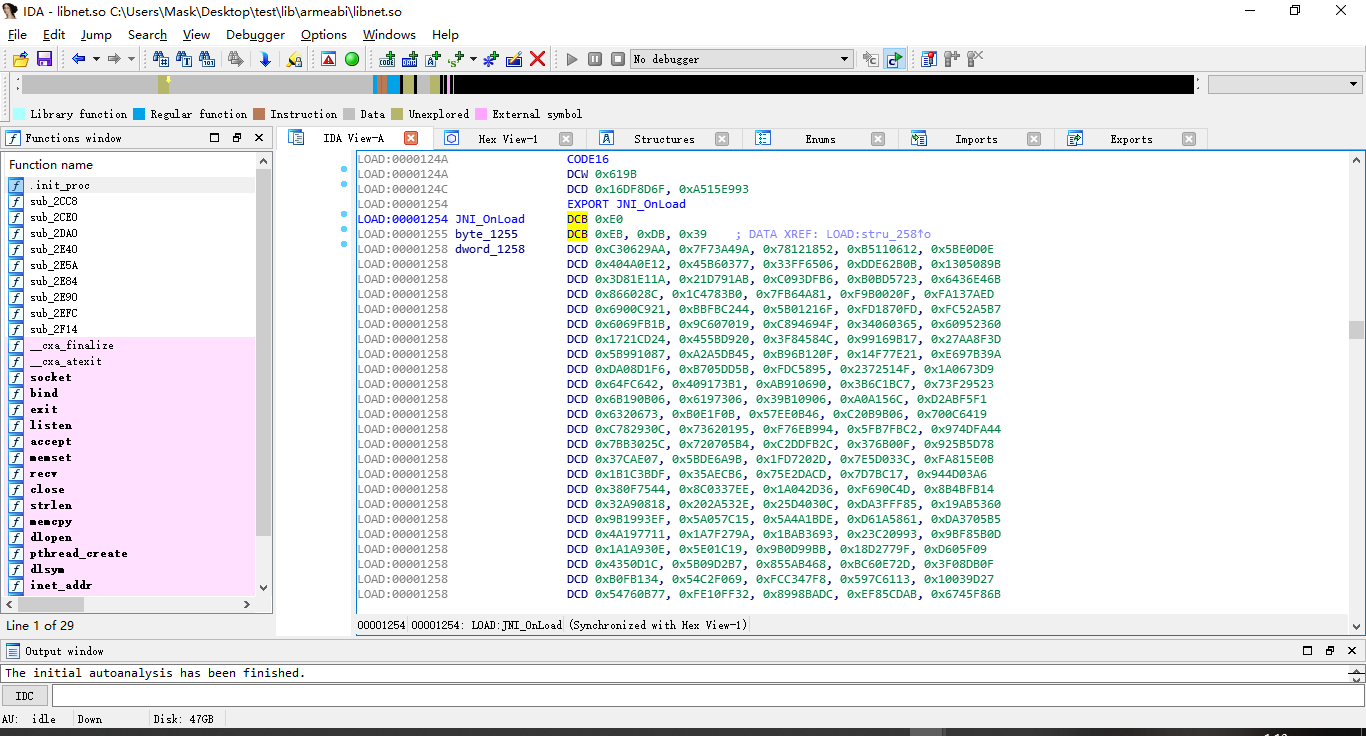 IDA - libnet.so C:\Users\Mask\Desktop\test\lib\armeabi\libnet.so
File Edit Jump Search View Debugger Options Windows Help
No debugger
Library function Regular function Instruction Data Unexplored External symbol
Functions window
IDA View-A Hex View-1 Structures Enums Imports Exports
Function name
.init_proc
sub_2CC8
sub_2CE0
sub_2DA0
sub_2E40
sub_2E5A
sub_2E84
sub_2E90
sub_2EFC
sub_2F14
__cxa_finalize
__cxa_atexit
socket
bind
exit
listen
accept
memset
recv
close
strlen
memcpy
dlopen
pthread_create
dlsym
inet_addr
Line 1 of 29
LOAD:0000124A CODE16
LOAD:0000124A DCW 0x619B
LOAD:0000124C DCD 0x16DF8D6F, 0xA515E993
LOAD:00001254 EXPORT JNI_OnLoad
LOAD:00001254 JNI_OnLoad DCB 0xE0
LOAD:00001255 byte_1255 DCB 0xEB, 0xDB, 0x39 ; DATA XREF: LOAD:stru_258↑o
LOAD:00001258 dword_1258 DCD 0xC30629AA, 0x7F73A49A, 0x78121852, 0xB5110612, 0x5BE0D0E
LOAD:00001258 DCD 0x404A0E12, 0x45B60377, 0x33FF6506, 0xDDE62B0B, 0x1305089B
LOAD:00001258 DCD 0x3D81E11A, 0x21D791AB, 0xC093DFB6, 0xB0BD5723, 0x6436E46B
LOAD:00001258 DCD 0x866028C, 0x1C4783B0, 0x7FB64A81, 0xF9B0020F, 0xFA137AED
LOAD:00001258 DCD 0x6900C921, 0xBBFBC244, 0x5B01216F, 0xFD1870FD, 0xFC52A5B7
LOAD:00001258 DCD 0x6069FB1B, 0x9C607019, 0xC894694F, 0x34060365, 0x60952360
LOAD:00001258 DCD 0x1721CD24, 0x455BD920, 0x3F84584C, 0x99169B17, 0x27AA8F3D
LOAD:00001258 DCD 0x5B991087, 0xA2A5DB45, 0xB96B120F, 0x14F77E21, 0xE697B39A
LOAD:00001258 DCD 0xDA08D1F6, 0xB705DD5B, 0xFDC5895, 0x2372514F, 0x1A0673D9
LOAD:00001258 DCD 0x64FC642, 0x409173B1, 0xAB910690, 0x3B6C1BC7, 0x73F29523
LOAD:00001258 DCD 0x6B190B06, 0x6197306, 0x39B10906, 0xA0A156C, 0xD2ABF5F1
LOAD:00001258 DCD 0x6320673, 0xB0E1F0B, 0x57EE0B46, 0xC20B9B06, 0x700C6419
LOAD:00001258 DCD 0xC782930C, 0x73620195, 0xF76EB994, 0x5FB7FBC2, 0x974DFA44
LOAD:00001258 DCD 0x7BB3025C, 0x720705B4, 0xC2DDFB2C, 0x376B00F, 0x925B5D78
LOAD:00001258 DCD 0x37CAE07, 0x5BDE6A9B, 0x1FD7202D, 0x7E5D033C, 0xFA815E0B
LOAD:00001258 DCD 0x1B1C3BDF, 0x35AECB6, 0x75E2DACD, 0x7D7BC17, 0x944D03A6
LOAD:00001258 DCD 0x380F7544, 0x8C0337EE, 0x1A042D36, 0xF690C4D, 0x8B4BFB14
LOAD:00001258 DCD 0x32A90818, 0x202A532E, 0x25D4030C, 0xDA3FFF85, 0x19AB5360
LOAD:00001258 DCD 0x9B1993EF, 0x5A057C15, 0x5A4A1BDE, 0xD61A5861, 0xDA3705B5
LOAD:00001258 DCD 0x4A197711, 0x1A7F279A, 0x1BAB3693, 0x23C20993, 0x9BF85B0D
LOAD:00001258 DCD 0x1A1A930E, 0x5E01C19, 0x9B0D99BB, 0x18D2779F, 0xD605F09
LOAD:00001258 DCD 0x4350D1C, 0x5B09D2B7, 0x855AB468, 0xBC60E72D, 0x3F08DB0F
LOAD:00001258 DCD 0xB0FB134, 0x54C2F069, 0xFCC347F8, 0x597C6113, 0x10039D27
LOAD:00001258 DCD 0x54760B77, 0xFE10FF32, 0x8998BADC, 0xEF85CDAB, 0x6745F86B
00001254 00001254: LOAD:JNI_OnLoad (Synchronized with Hex View-1)
Output window
The initial autoanalysis has been finished.
IDC
AU: idle Down Disk: 47GB